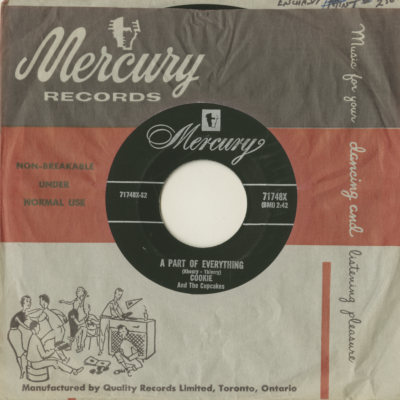 Mercury
RECORDS
NON-BREAKABLE
UNDER
NORMAL USE
Music for your dancing and listening pleasure
Mercury
71748X-S2
71748X
(BMI) 2:42
A PART OF EVERYTHING
COOKIE
And The Cupcakes
Manufactured by Quality Records Limited, Toronto, Ontario